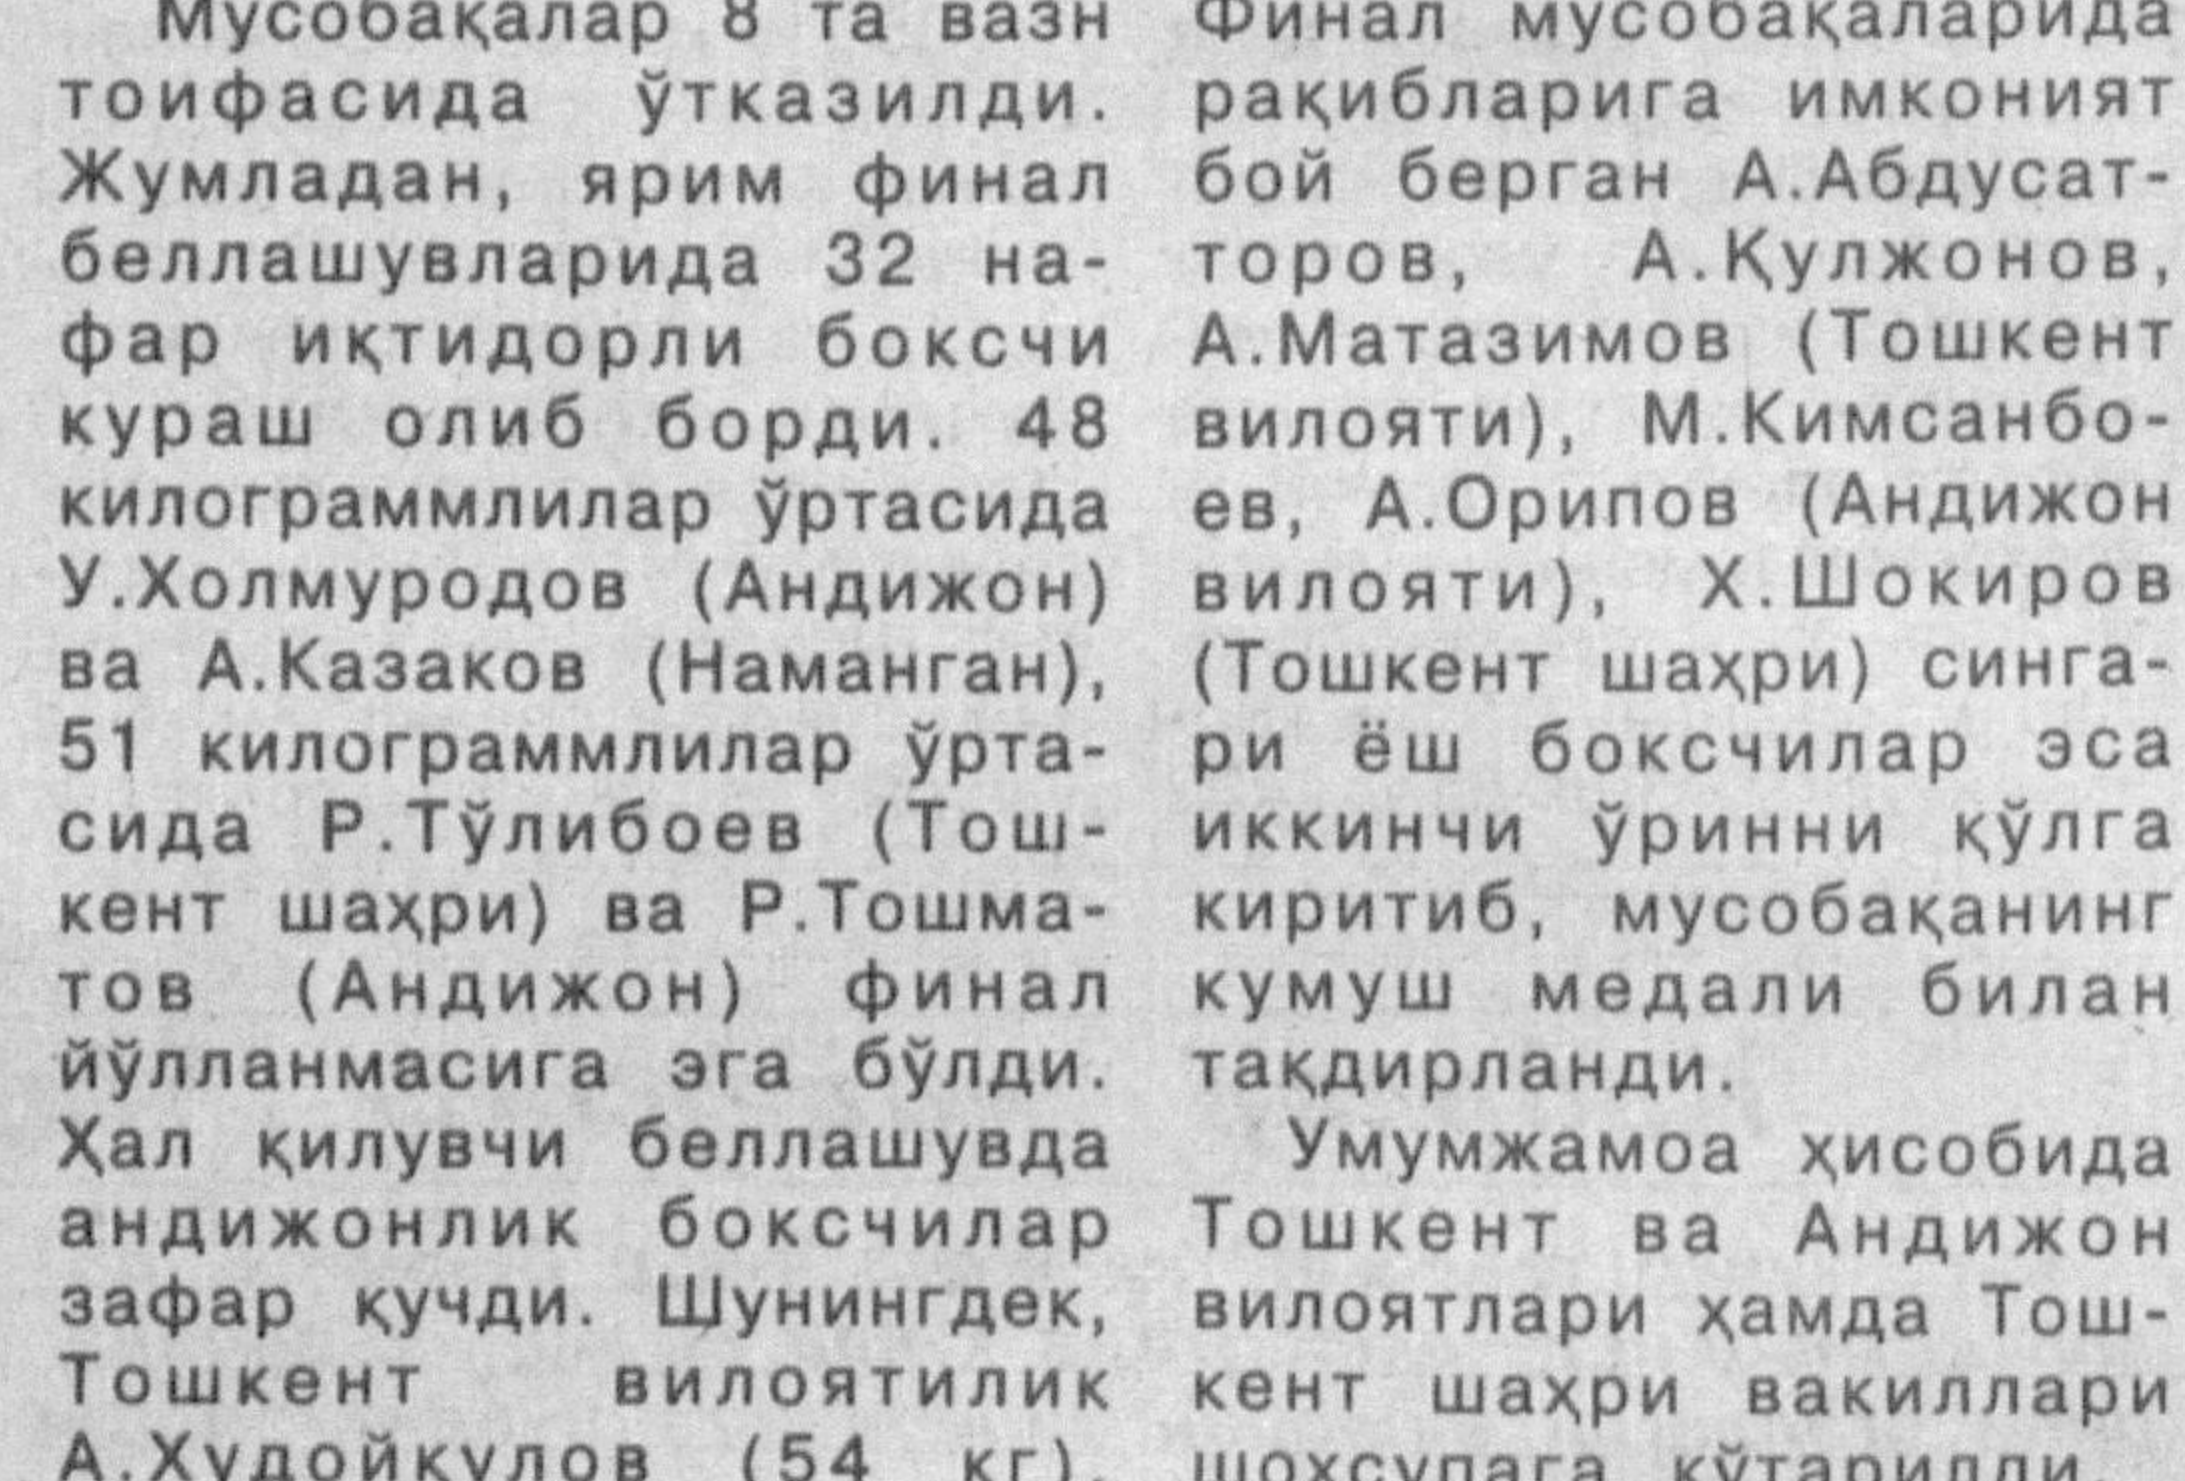 Мусобақалар 8 та вазн
тоифасида ўтказилди.
Жумладан, ярим финал
беллашувларида 32 на-
фар иқтидорли боксчи
кураш олиб борди. 48
килограммлилар ўртасида
У.Холмуродов (Андижон)
ва А.Казаков (Наманган),
51 килограммлилар ўрта-
сида Р.Тўлибоев (Тош-
кент шаҳри) ва Р.Тошма-
тов (Андижон) финал
йўлланмасига эга бўлди.
Ҳал қилувчи беллашувда
андижонлик боксчилар
зафар қучди. Шунингдек,
Тошкент вилоятилик
А.Худойкулов (54 кг),
Финал мусобақаларида
рақибларига имконият
бой берган А.Абдусат-
торов, А.Қулжонов,
А.Матазимов (Тошкент
вилояти), М.Кимсанбо-
ев, А.Орипов (Андижон
вилояти), Х.Шокиров
(Тошкент шаҳри) синга-
ри ёш боксчилар эса
иккинчи ўринни қўлга
киритиб, мусобақанинг
кумуш медали билан
тақдирланди.
Умумжамоа ҳисобида
Тошкент ва Андижон
вилоятлари ҳамда Тош-
кент шаҳри вакиллари
шоҳсупага кўтарилди.